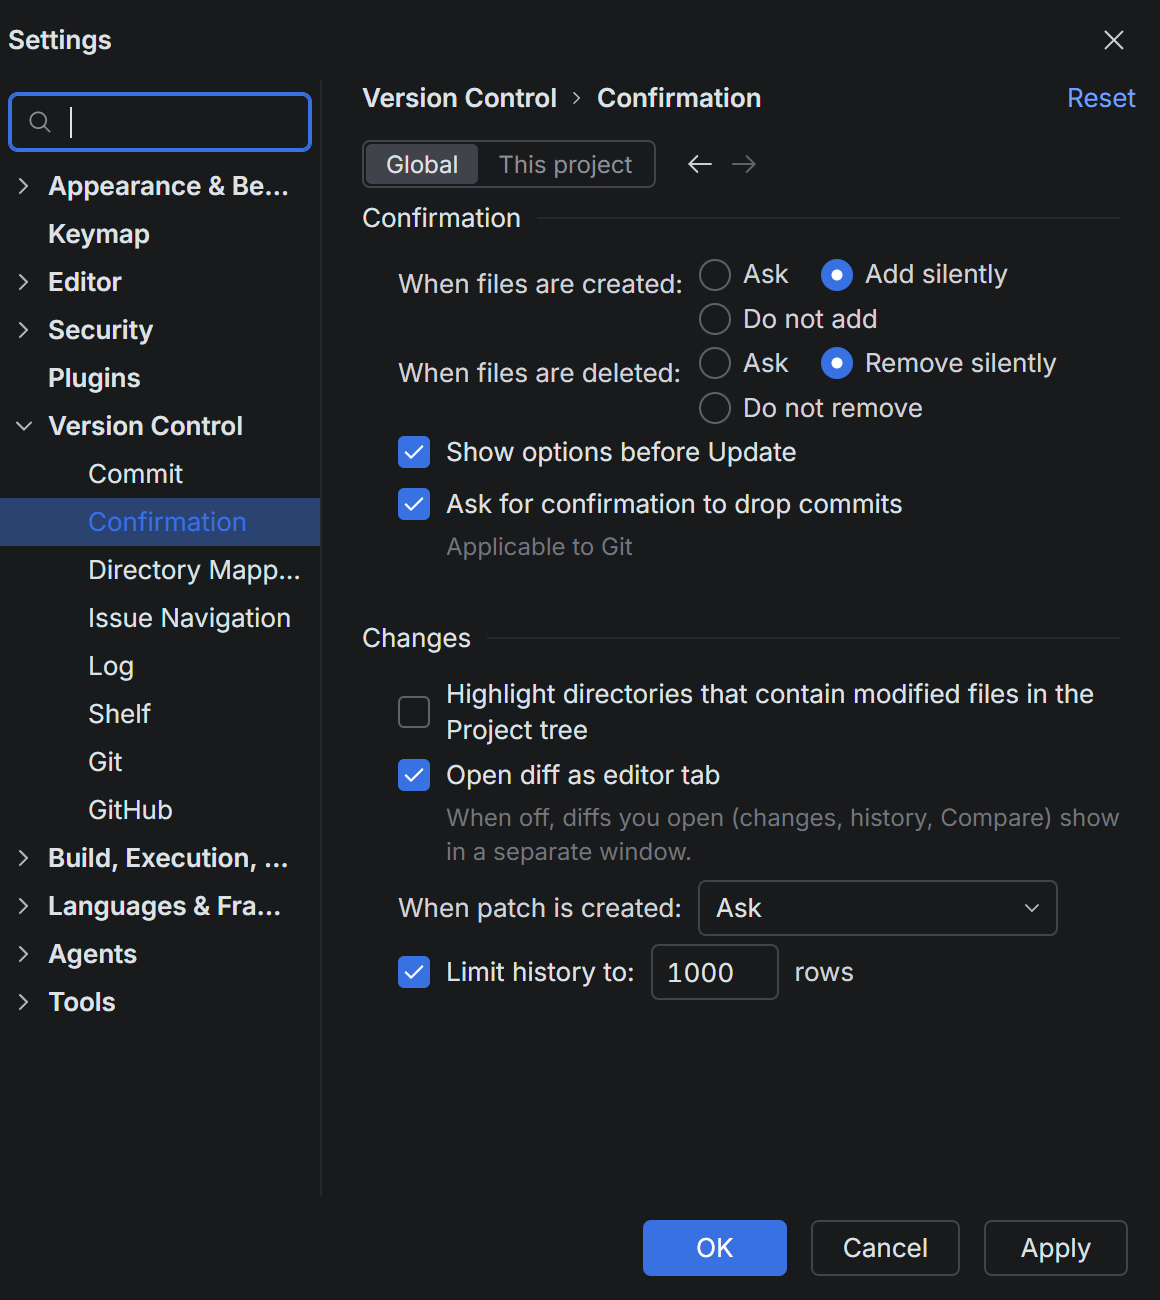 Settings
Appearance & Be...
Keymap
Editor
Security
Plugins
Version Control
Commit
Confirmation
Directory Mapp...
Issue Navigation
Log
Shelf
Git
GitHub
Build, Execution, ...
Languages & Fra...
Agents
Tools
Version Control › Confirmation
Reset
Global This project
Confirmation
When files are created: Ask Add silently
Do not add
When files are deleted: Ask Remove silently
Do not remove
Show options before Update
Ask for confirmation to drop commits
Applicable to Git
Changes
Highlight directories that contain modified files in the
Project tree
Open diff as editor tab
When off, diffs you open (changes, history, Compare) show
in a separate window.
When patch is created: Ask
Limit history to: 1000 rows
OK Cancel Apply